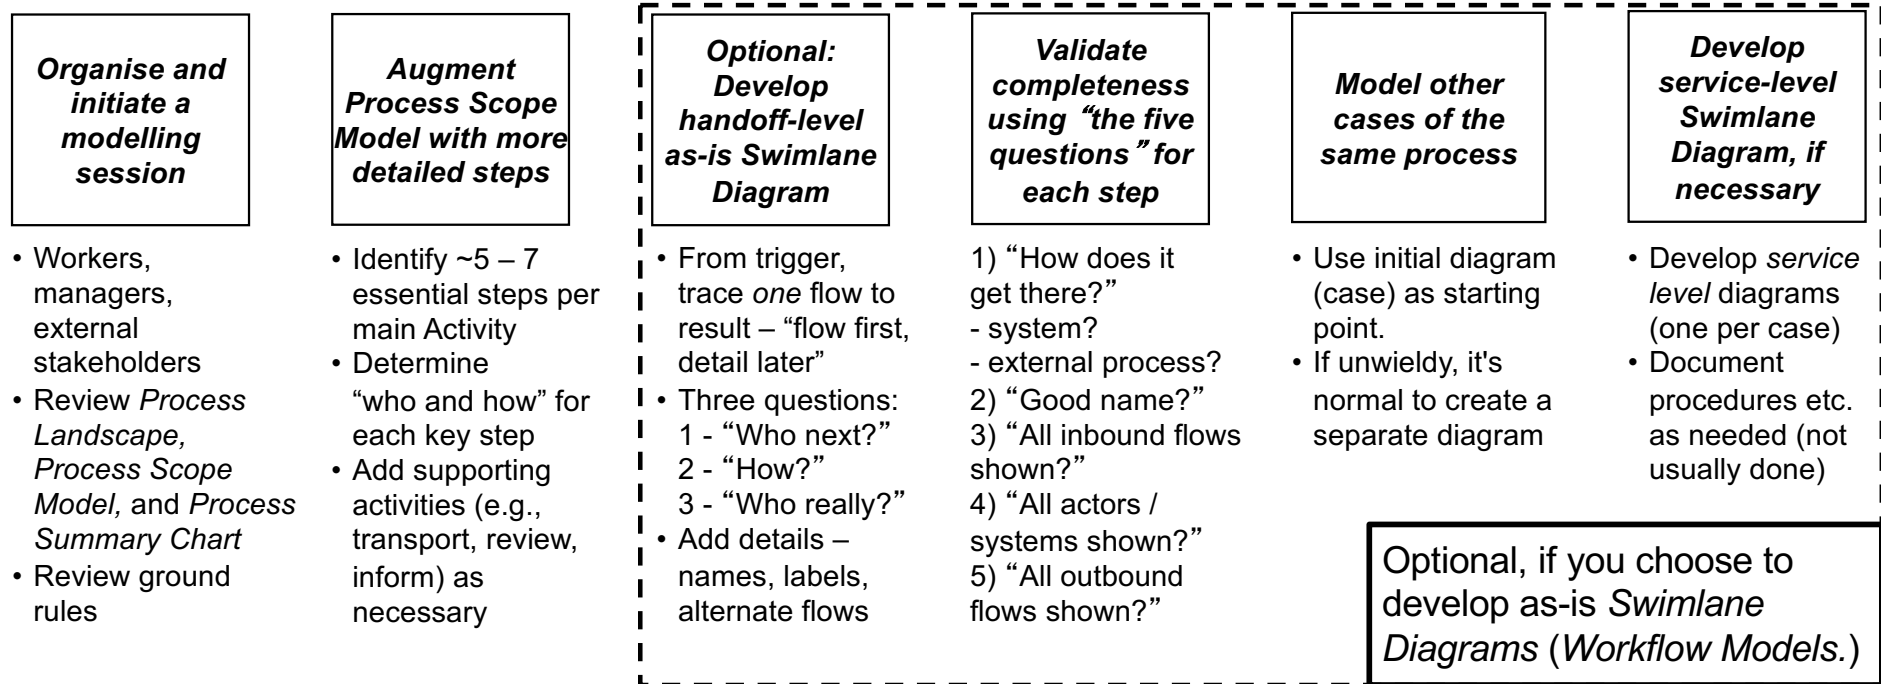 Organise and
initiate a
modelling
session
• Workers,
managers,
external
stakeholders
• Review Process
Landscape,
Process Scope
Model, and Process
Summary Chart
• Review ground
rules
Augment
Process Scope
Model with more
detailed steps
• Identify ~5 – 7
essential steps per
main Activity
• Determine
“who and how” for
each key step
• Add supporting
activities (e.g.,
transport, review,
inform) as
necessary
Optional:
Develop
handoff-level
as-is Swimlane
Diagram
• From trigger,
trace one flow to
result – “flow first,
detail later”
• Three questions:
1 - “Who next?”
2 - “How?”
3 - “Who really?”
• Add details –
names, labels,
alternate flows
Validate
completeness
using “the five
questions” for
each step
1) “How does it
get there?”
- system?
- external process?
2) “Good name?”
3) “All inbound flows
shown?”
4) “All actors /
systems shown?”
5) “All outbound
flows shown?”
Model other
cases of the
same process
• Use initial diagram
(case) as starting
point.
• If unwieldy, it's
normal to create a
separate diagram
Develop
service-level
Swimlane
Diagram, if
necessary
• Develop service
level diagrams
(one per case)
• Document
procedures etc.
as needed (not
usually done)
Optional, if you choose to
develop as-is Swimlane
Diagrams (Workflow Models.)